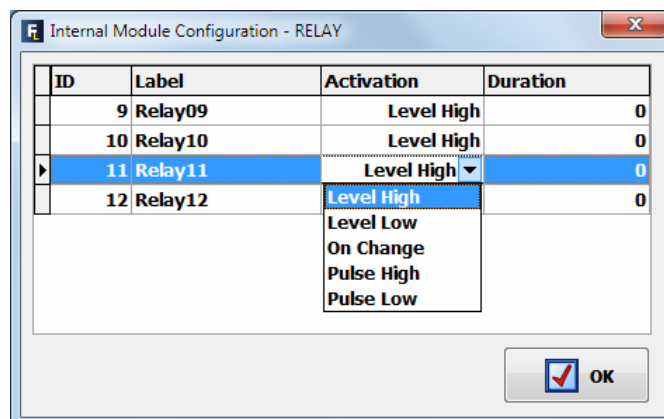 Internal Module Configuration - RELAY
ID Label Activation Duration
9 Relay09 Level High 0
10 Relay10 Level High 0
11 Relay11 Level High 0
12 Relay12 0
Level High
Level Low
On Change
Pulse High
Pulse Low
OK